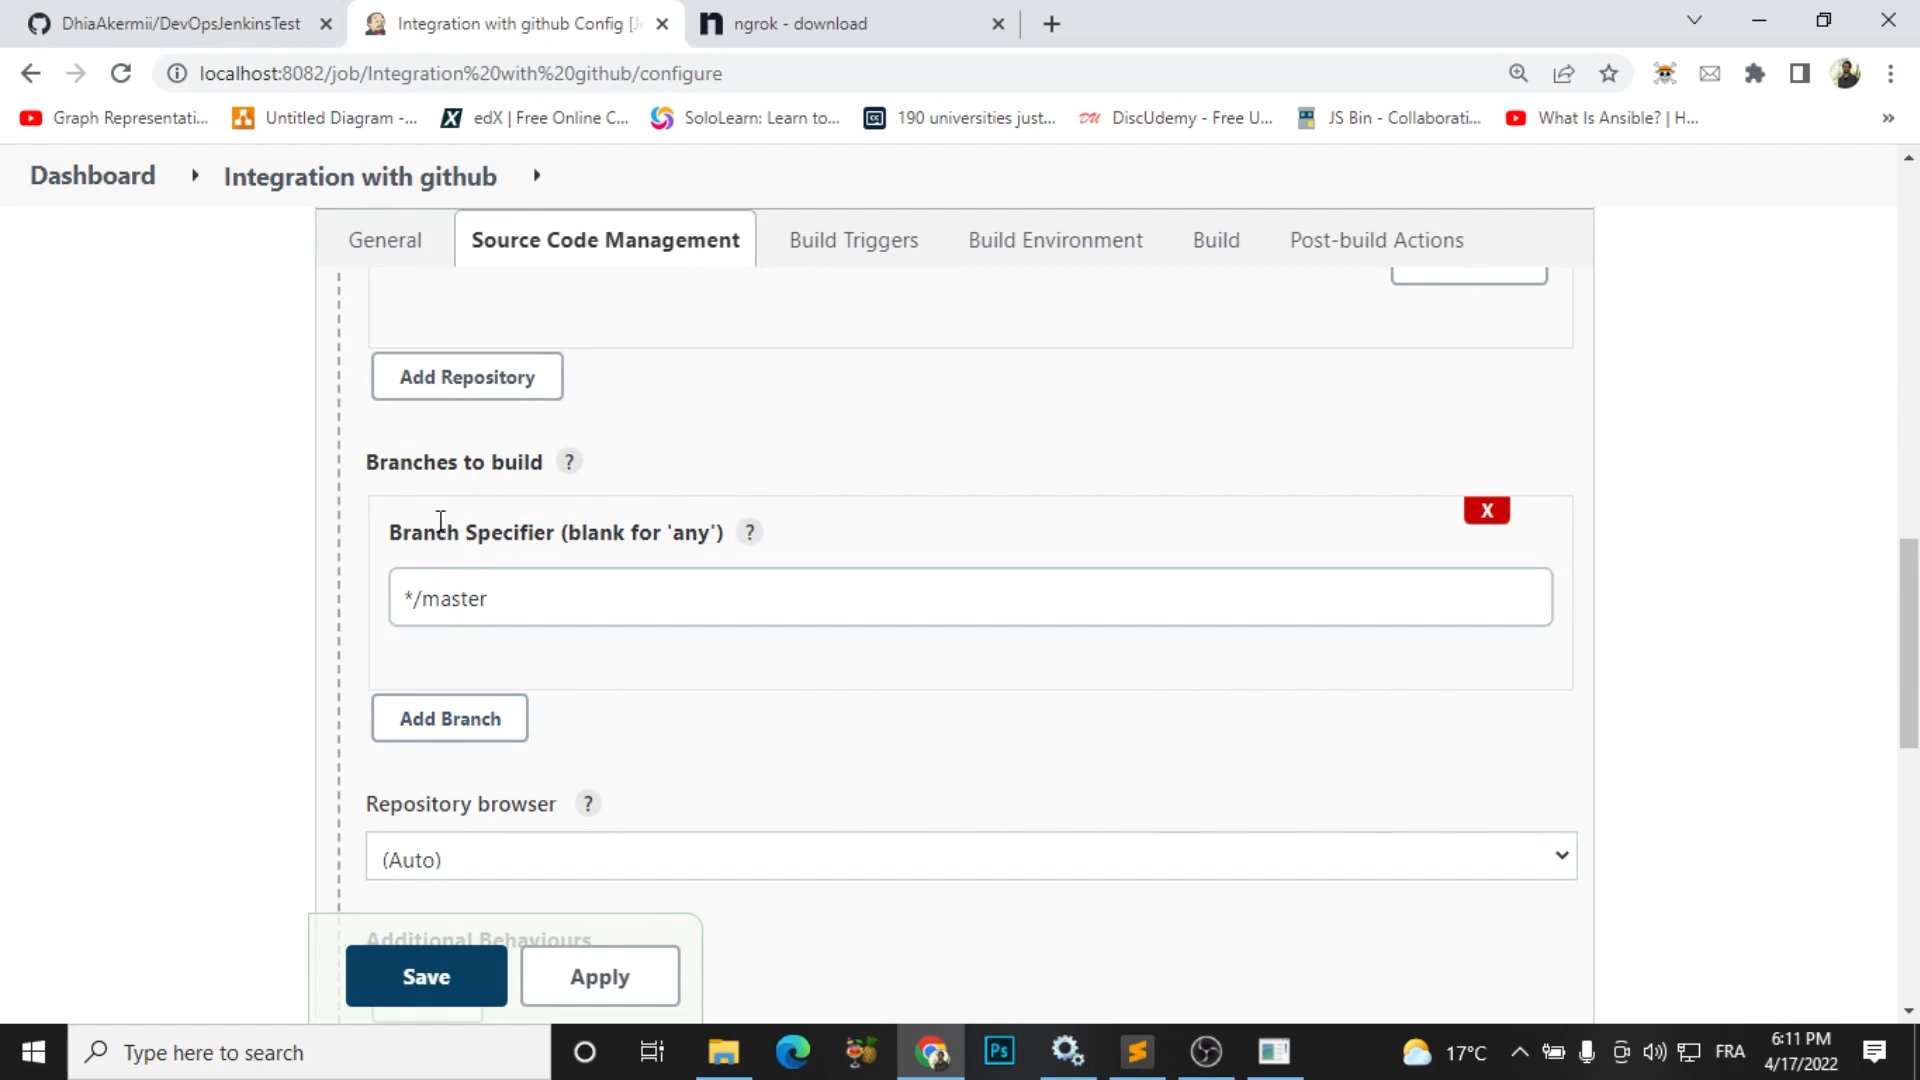 DhiaAkermii/DevOpsJenkinsTest
Integration with github Config [Je
ngrok - download
localhost:8082/job/Integration%20with%20github/configure
Graph Representati...
Untitled Diagram -...
edX | Free Online C...
SoloLearn: Learn to...
190 universities just...
DiscUdemy - Free U...
JS Bin - Collaborati...
What Is Ansible? | H...
»
Dashboard
Integration with github
General
Source Code Management
Build Triggers
Build Environment
Build
Post-build Actions
Add Repository
Branches to build ?
X
Branch Specifier (blank for 'any') ?
*/master
Add Branch
Repository browser ?
(Auto)
Additional Behaviours
Save
Apply
Type here to search
Ps
17°C
FRA
6:11 PM
4/17/2022